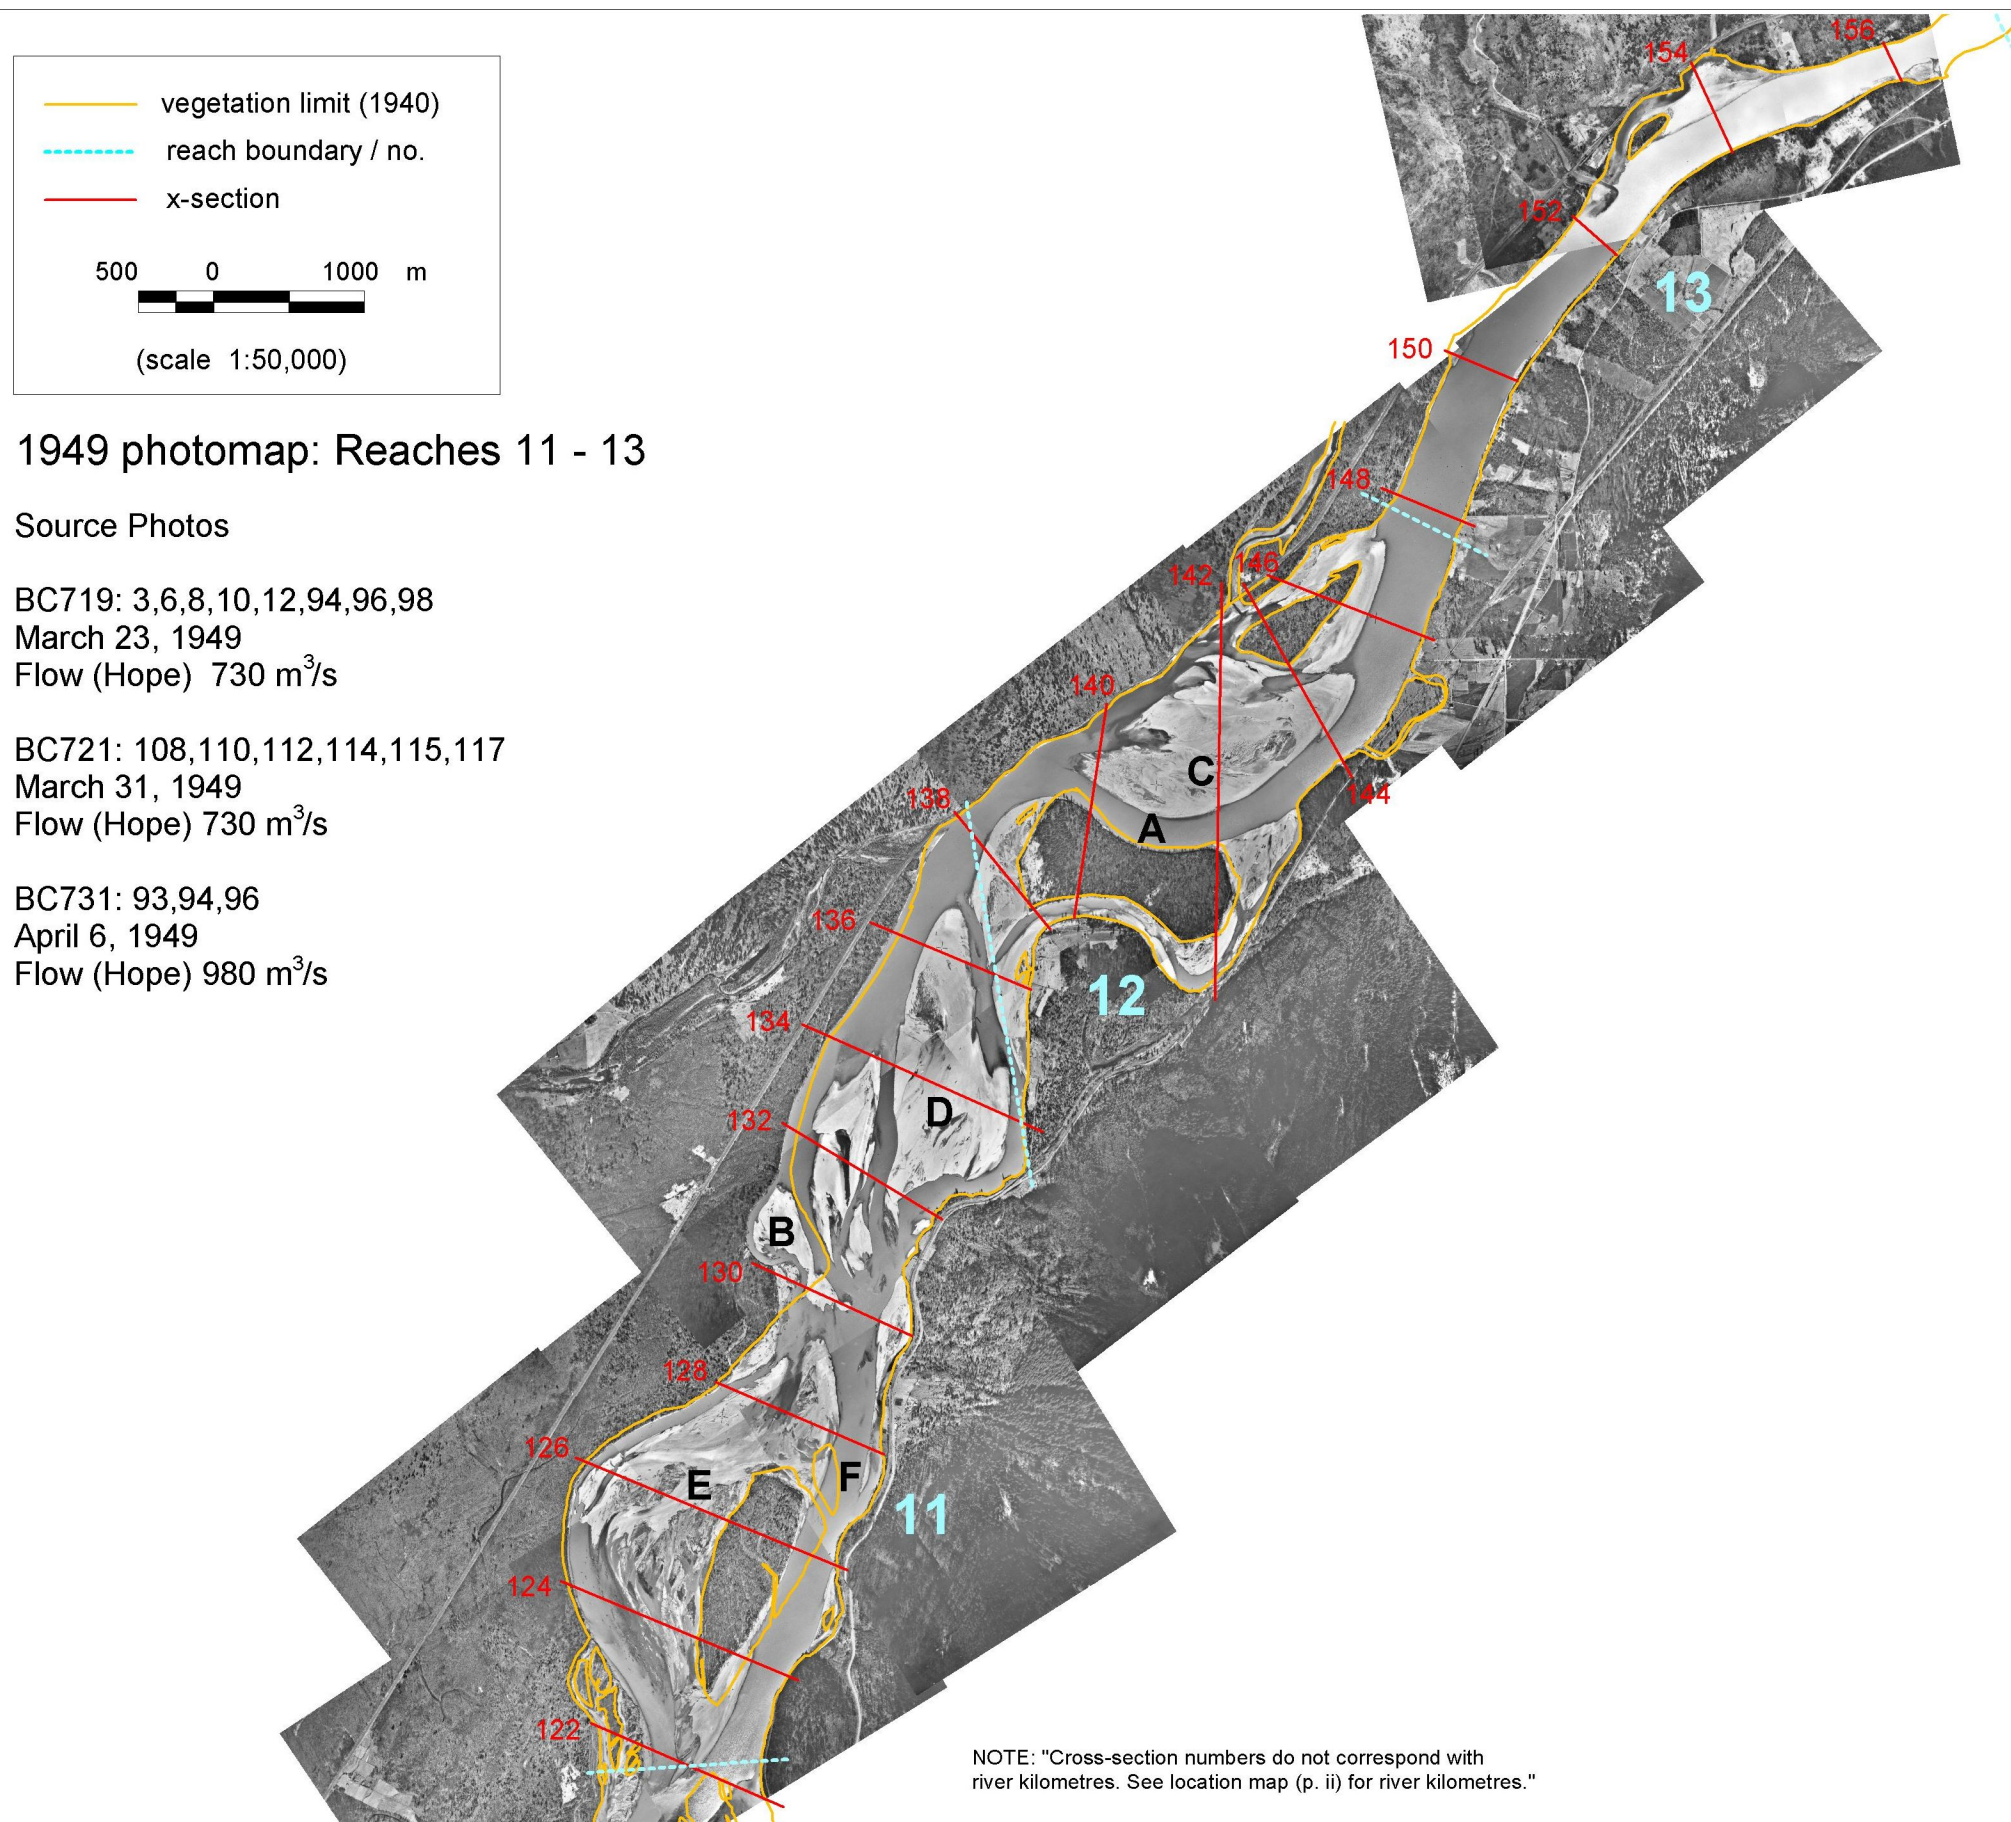 vegetation limit (1940)
reach boundary / no.
x-section
500 0 1000 m
(scale 1:50,000)
1949 photomap: Reaches 11 - 13
Source Photos
BC719: 3,6,8,10,12,94,96,98
March 23, 1949
Flow (Hope) 730 m³/s
BC721: 108,110,112,114,115,117
March 31, 1949
Flow (Hope) 730 m³/s
BC731: 93,94,96
April 6, 1949
Flow (Hope) 980 m³/s
156
154
152
13
150
148
146
142
140
C
144
138
A
136
12
134
D
132
B
130
128
126
E
F
11
124
122
NOTE: "Cross-section numbers do not correspond with
river kilometres. See location map (p. ii) for river kilometres."